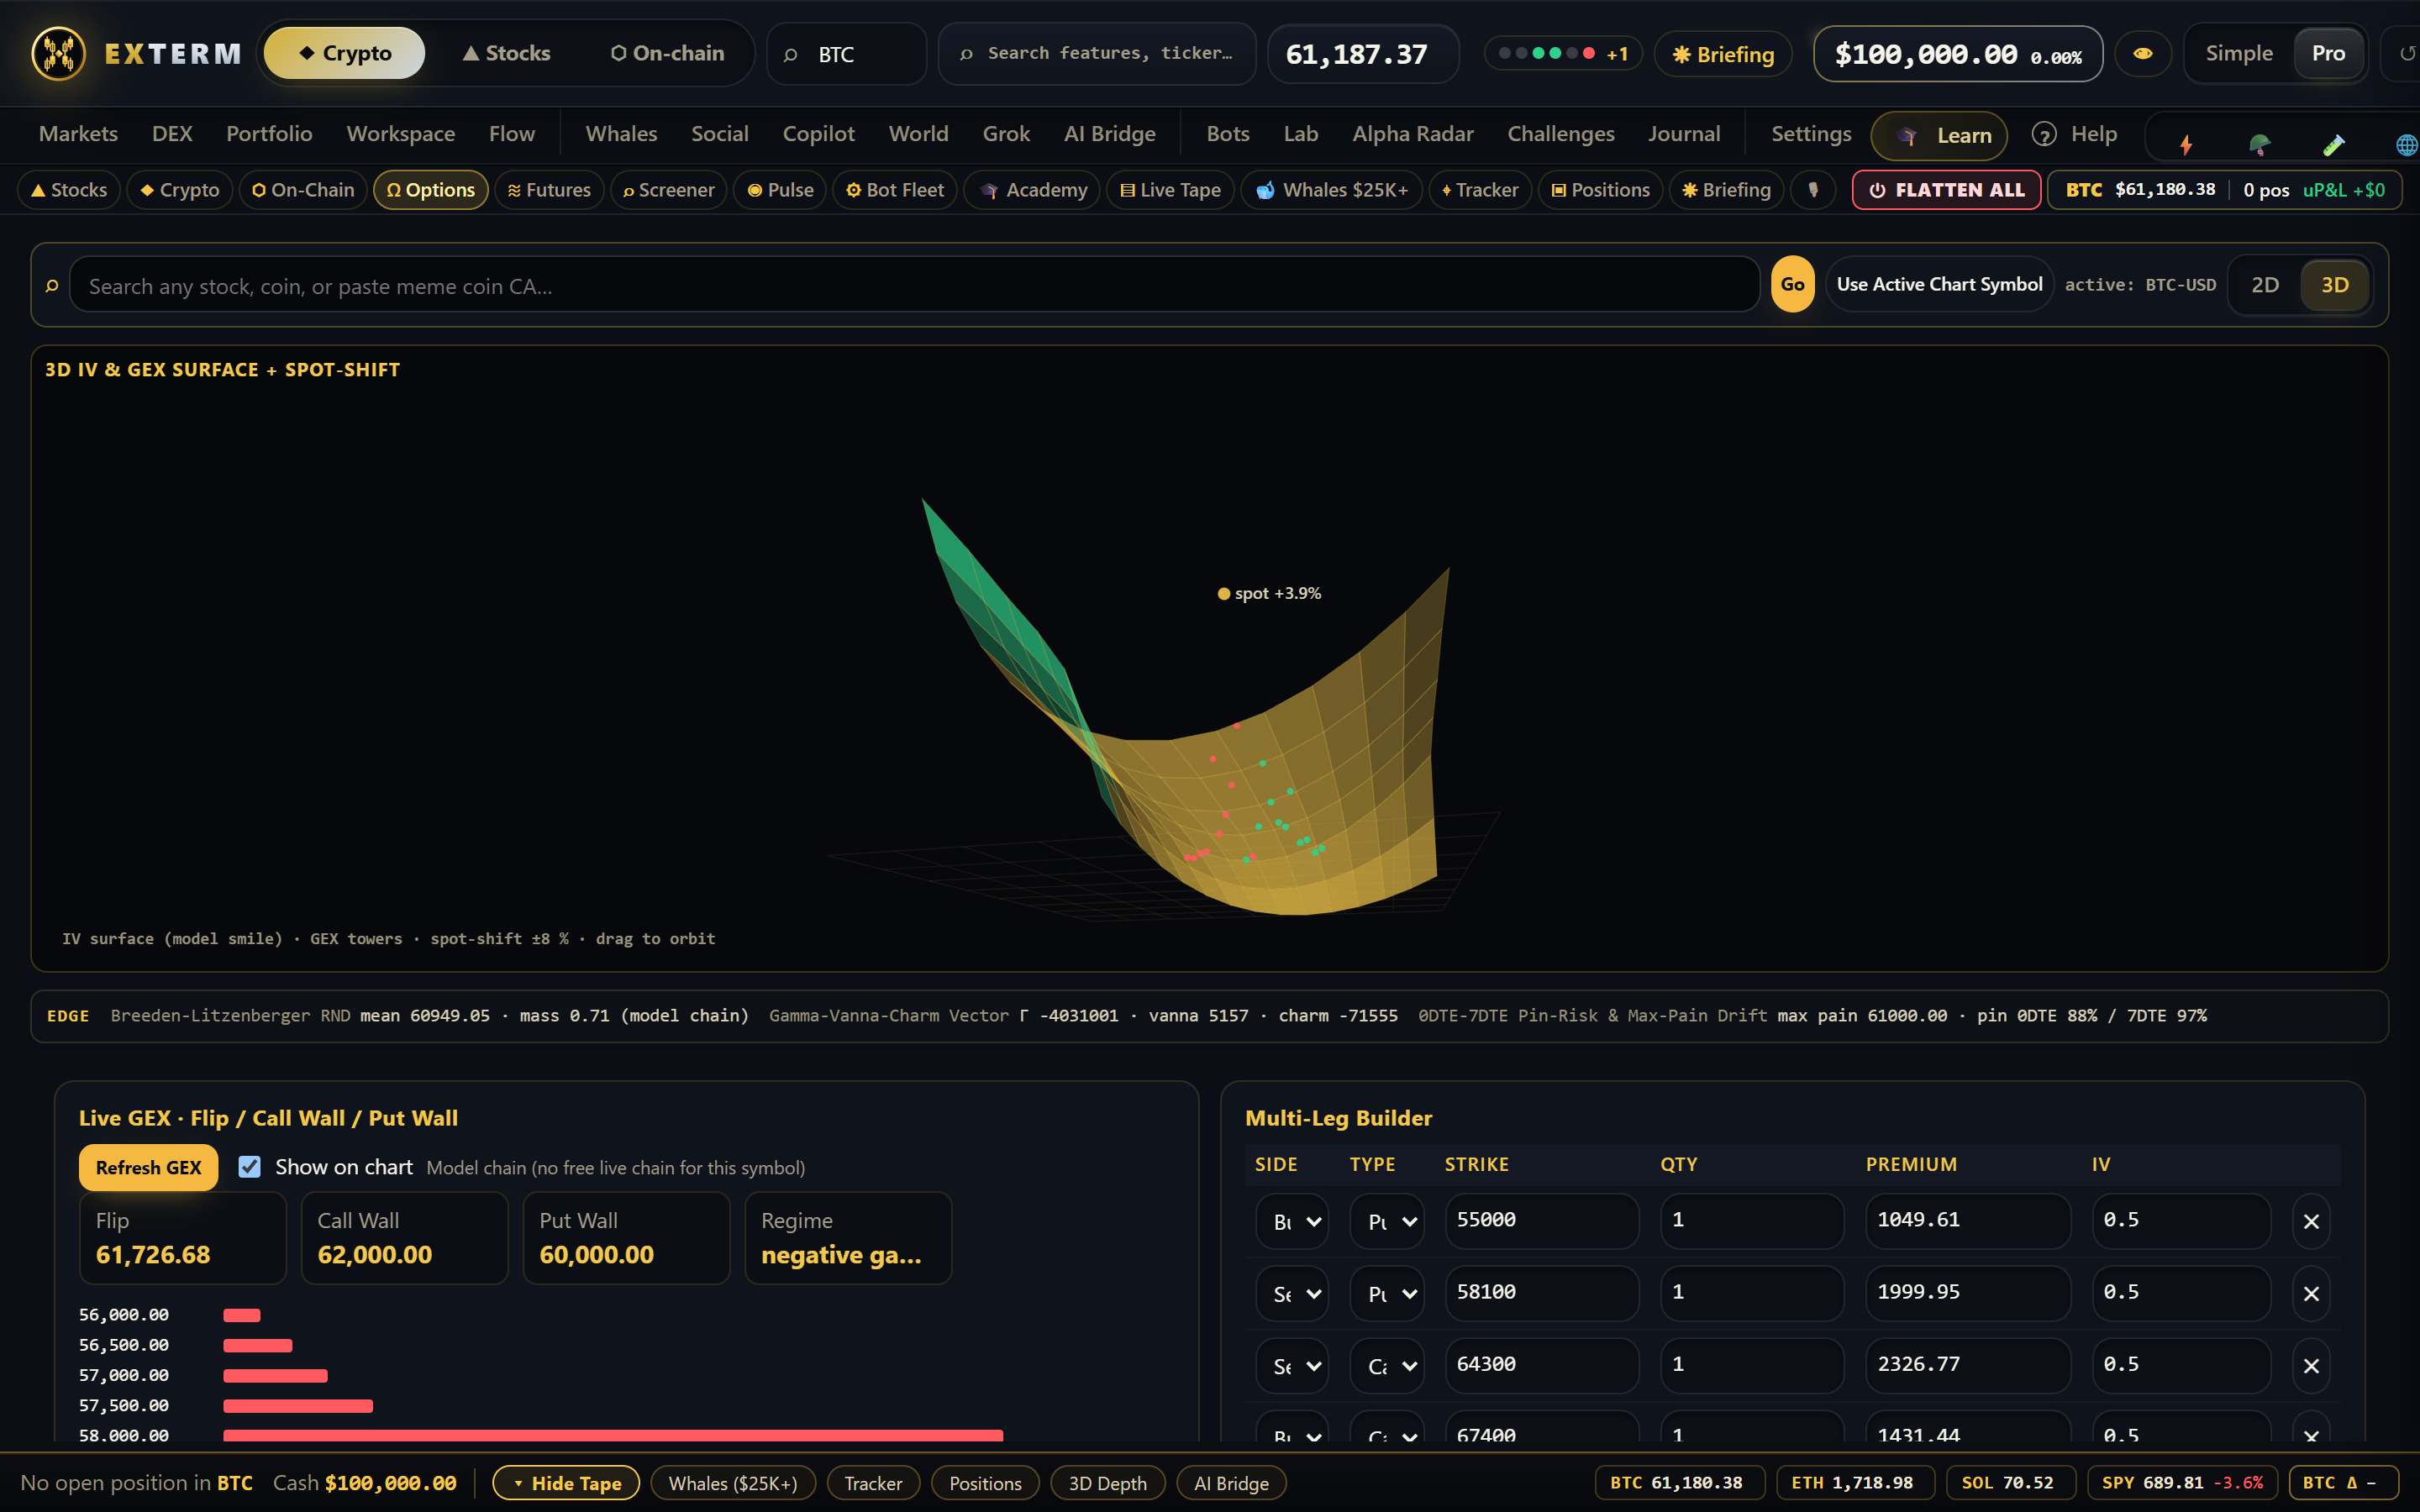 EXTERM
Crypto
Stocks
On-chain
BTC
Search features, ticker…
61,187.37
+1
Briefing
$100,000.00 0.00%
Simple
Pro
Markets
DEX
Portfolio
Workspace
Flow
Whales
Social
Copilot
World
Grok
AI Bridge
Bots
Lab
Alpha Radar
Challenges
Journal
Settings
Learn
? Help
Stocks
Crypto
On-Chain
Ω Options
Futures
Screener
Pulse
Bot Fleet
Academy
Live Tape
Whales $25K+
Tracker
Positions
Briefing
FLATTEN ALL
BTC $61,180.38 0 pos uP&L +$0
Search any stock, coin, or paste meme coin CA…
Go
Use Active Chart Symbol
active: BTC-USD
2D
3D
3D IV & GEX SURFACE + SPOT-SHIFT
spot +3.9%
IV surface (model smile) · GEX towers · spot-shift ±8 % · drag to orbit
EDGE Breeden-Litzenberger RND mean 60949.05 · mass 0.71 (model chain) Gamma-Vanna-Charm Vector Γ -4031001 · vanna 5157 · charm -71555 0DTE-7DTE Pin-Risk & Max-Pain Drift max pain 61000.00 · pin 0DTE 88% / 7DTE 97%
Live GEX · Flip / Call Wall / Put Wall
Refresh GEX
Show on chart
Model chain (no free live chain for this symbol)
Flip
61,726.68
Call Wall
62,000.00
Put Wall
60,000.00
Regime
negative ga…
56,000.00
56,500.00
57,000.00
57,500.00
58,000.00
Multi-Leg Builder
SIDE TYPE STRIKE QTY PREMIUM IV
Bu Pu 55000 1 1049.61 0.5 ×
Se Pu 58100 1 1999.95 0.5 ×
Se Ca 64300 1 2326.77 0.5 ×
Bu Ca 67400 1 1431.44 0.5 ×
No open position in BTC Cash $100,000.00
Hide Tape
Whales ($25K+)
Tracker
Positions
3D Depth
AI Bridge
BTC 61,180.38
ETH 1,718.98
SOL 70.52
SPY 689.81 -3.6%
BTC Δ –